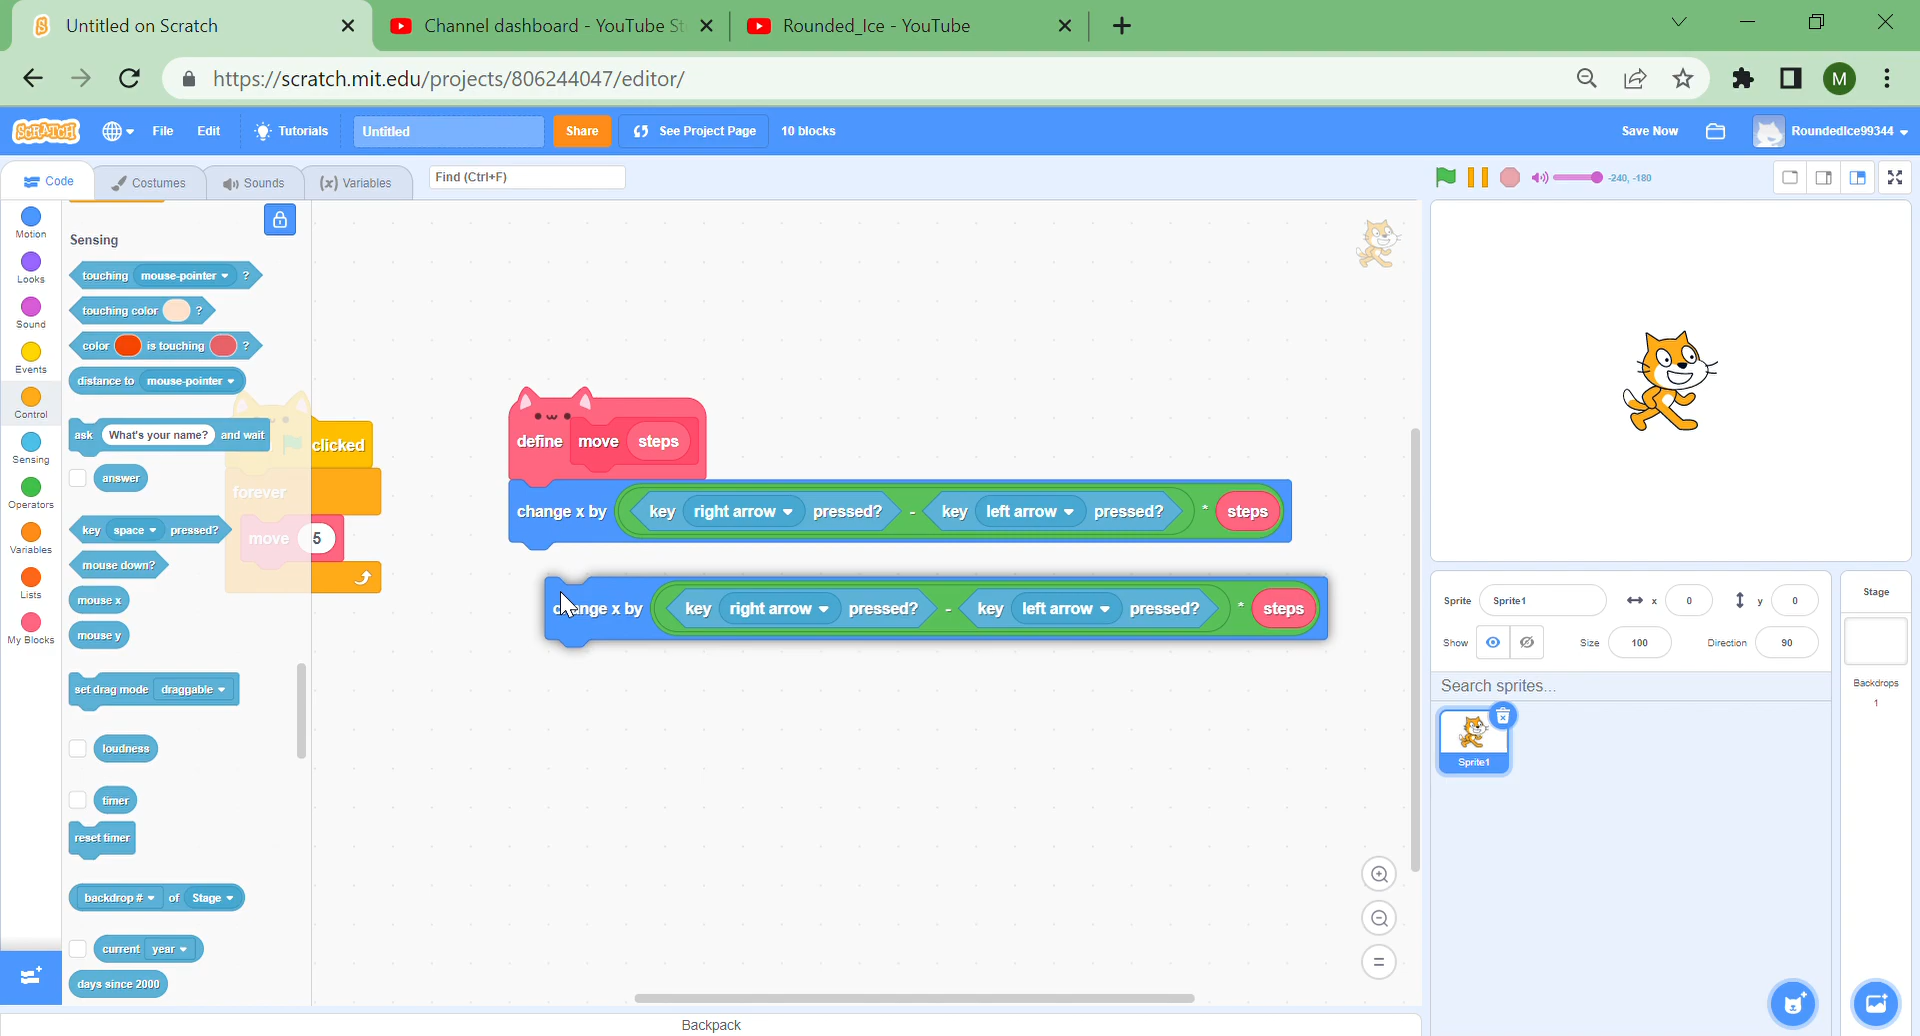 Untitled on Scratch
Channel dashboard - YouTube St
Rounded_Ice - YouTube
https://scratch.mit.edu/projects/806244047/editor/
M
SCRATCH
File
Edit
Tutorials
Untitled
Share
See Project Page
10 blocks
Save Now
RoundedIce99344
Code
Costumes
Sounds
(x) Variables
Find (Ctrl+F)
-240, -180
Motion
Looks
Sound
Events
Control
Sensing
Operators
Variables
Lists
My Blocks
Sensing
touching mouse-pointer ?
touching color ?
color is touching ?
distance to mouse-pointer
ask What's your name? and wait
answer
key space pressed?
mouse down?
mouse x
mouse y
set drag mode draggable
loudness
timer
reset timer
backdrop # of Stage
current year
days since 2000
clicked
forever
move 5
define move steps
change x by key right arrow pressed? - key left arrow pressed? * steps
change x by key right arrow pressed? - key left arrow pressed? * steps
Sprite Sprite1 x 0 y 0
Show Size 100 Direction 90
Search sprites...
Sprite1
Stage
Backdrops
1
Backpack